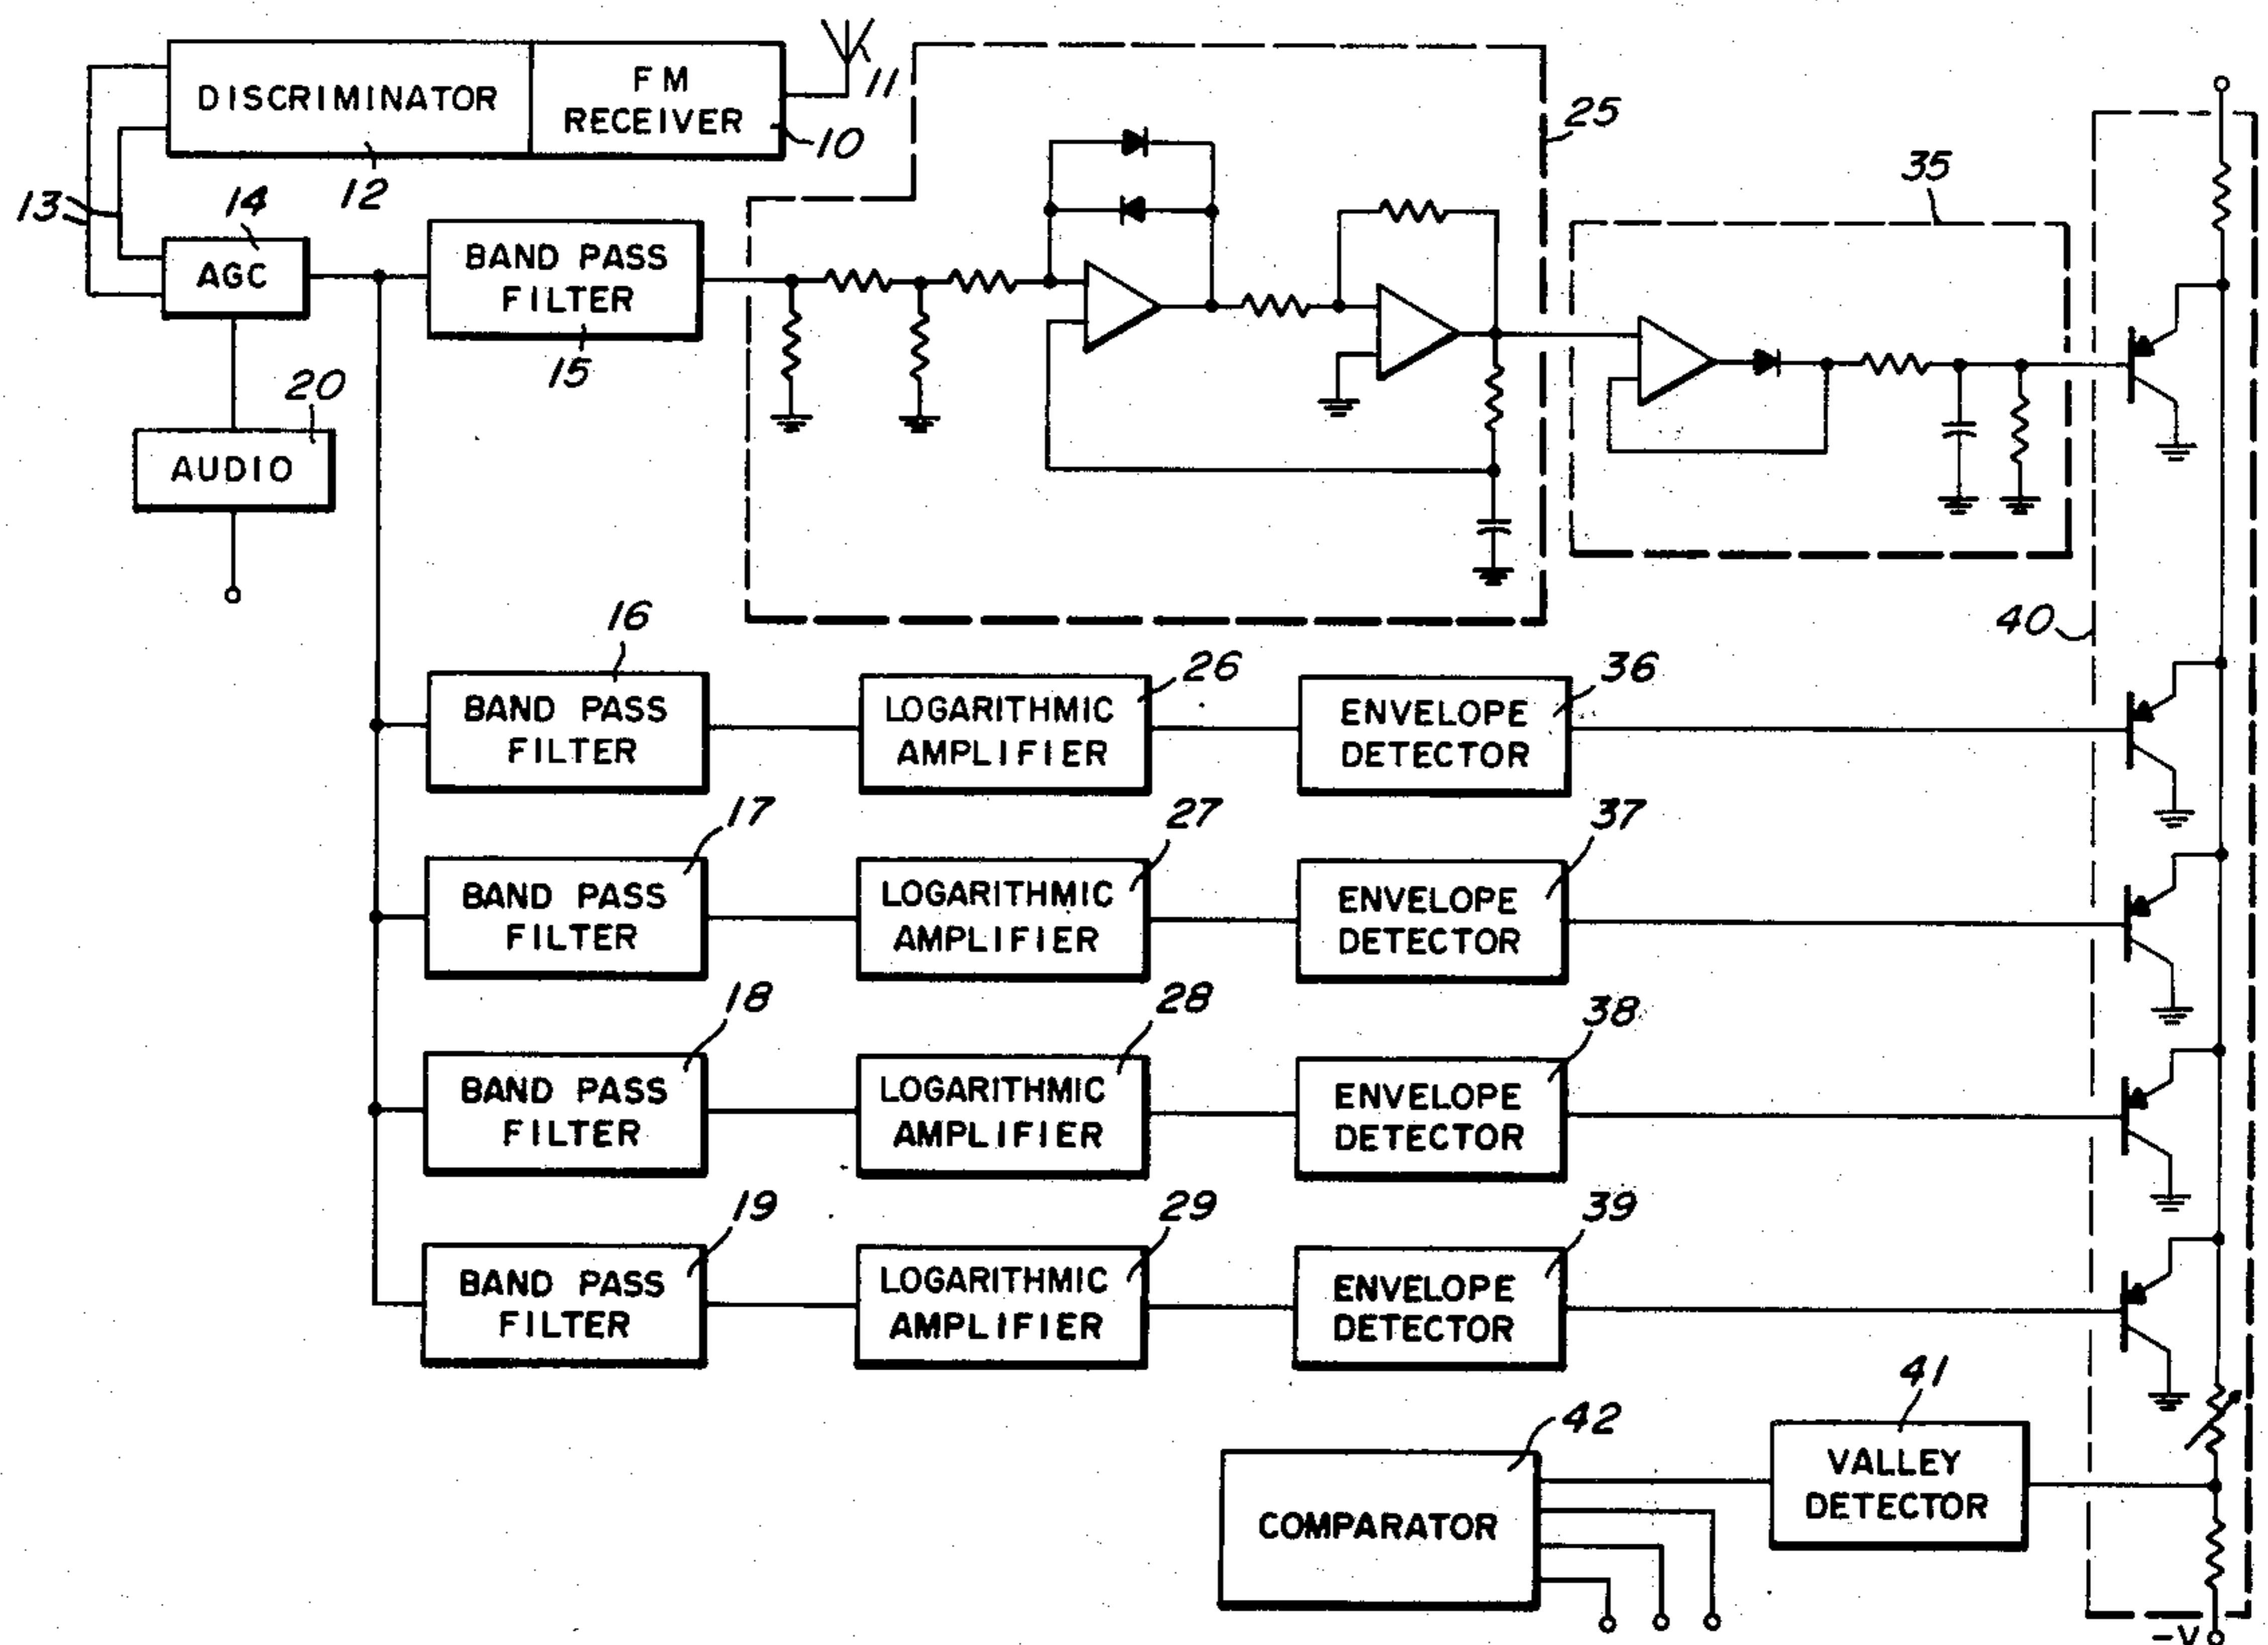 DISCRIMINATOR
FM
RECEIVER
11
10
12
13
14
AGC
BAND PASS
FILTER
15
20
AUDIO
25
35
40
16
BAND PASS
FILTER
26
LOGARITHMIC
AMPLIFIER
36
ENVELOPE
DETECTOR
17
BAND PASS
FILTER
27
LOGARITHMIC
AMPLIFIER
37
ENVELOPE
DETECTOR
18
BAND PASS
FILTER
28
LOGARITHMIC
AMPLIFIER
38
ENVELOPE
DETECTOR
19
BAND PASS
FILTER
29
LOGARITHMIC
AMPLIFIER
39
ENVELOPE
DETECTOR
42
COMPARATOR
41
VALLEY
DETECTOR
-V